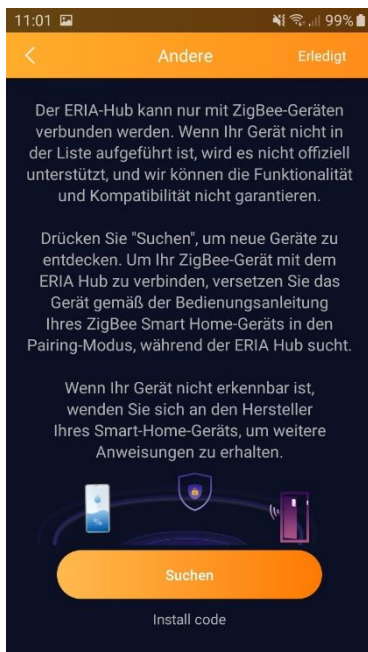 11:01 99%
Andere Erledigt
Der ERIA-Hub kann nur mit ZigBee-Geräten
verbunden werden. Wenn Ihr Gerät nicht in
der Liste aufgeführt ist, wird es nicht offiziell
unterstützt, und wir können die Funktionalität
und Kompatibilität nicht garantieren.
Drücken Sie "Suchen", um neue Geräte zu
entdecken. Um Ihr ZigBee-Gerät mit dem
ERIA Hub zu verbinden, versetzen Sie das
Gerät gemäß der Bedienungsanleitung
Ihres ZigBee Smart Home-Geräts in den
Pairing-Modus, während der ERIA Hub sucht.
Wenn Ihr Gerät nicht erkennbar ist,
wenden Sie sich an den Hersteller
Ihres Smart-Home-Geräts, um weitere
Anweisungen zu erhalten.
%
Suchen
Install code